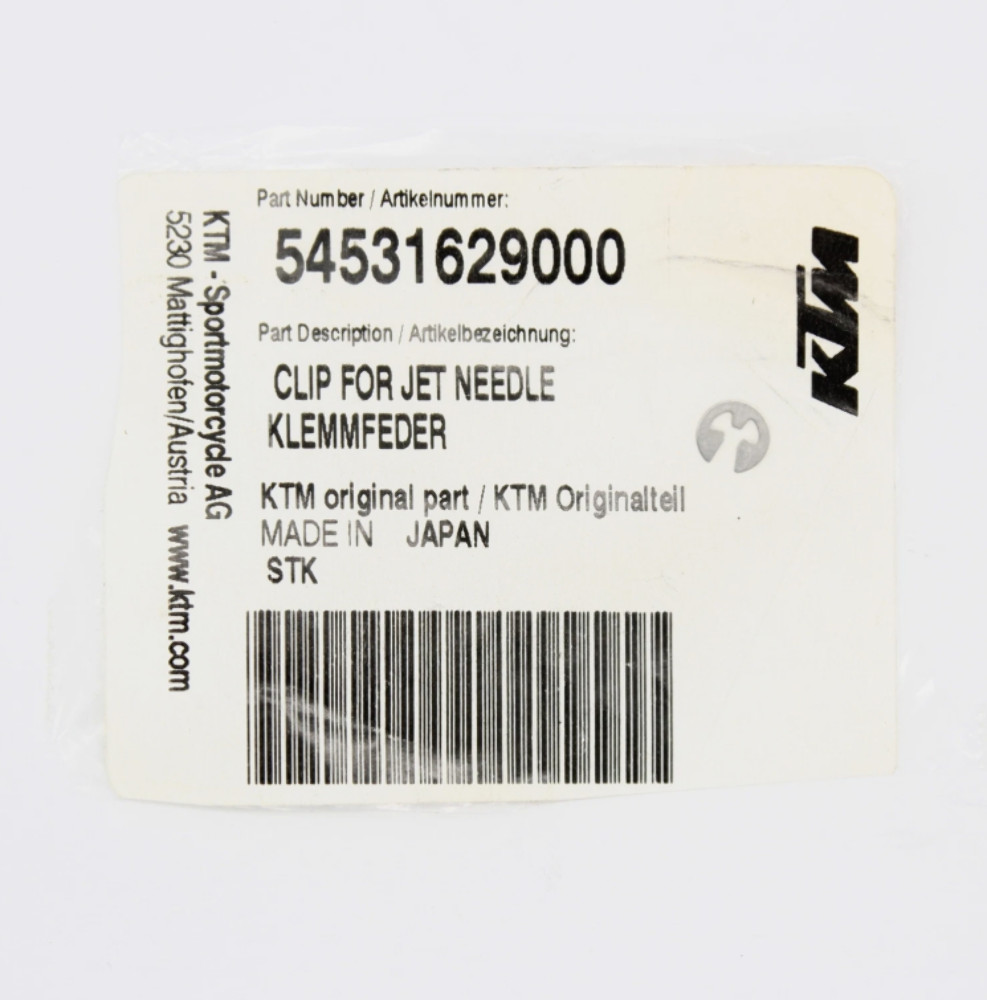 Part Number / Artikelnummer:
54531629000
Part Description / Artikelbezeichnung:
CLIP FOR JET NEEDLE
KLEMMFEDER
KTM original part / KTM Originalteil
MADE IN JAPAN
STK
KTM - Sportmotorcycle AG
5230 Mattighofen/Austria www.ktm.com
KTM